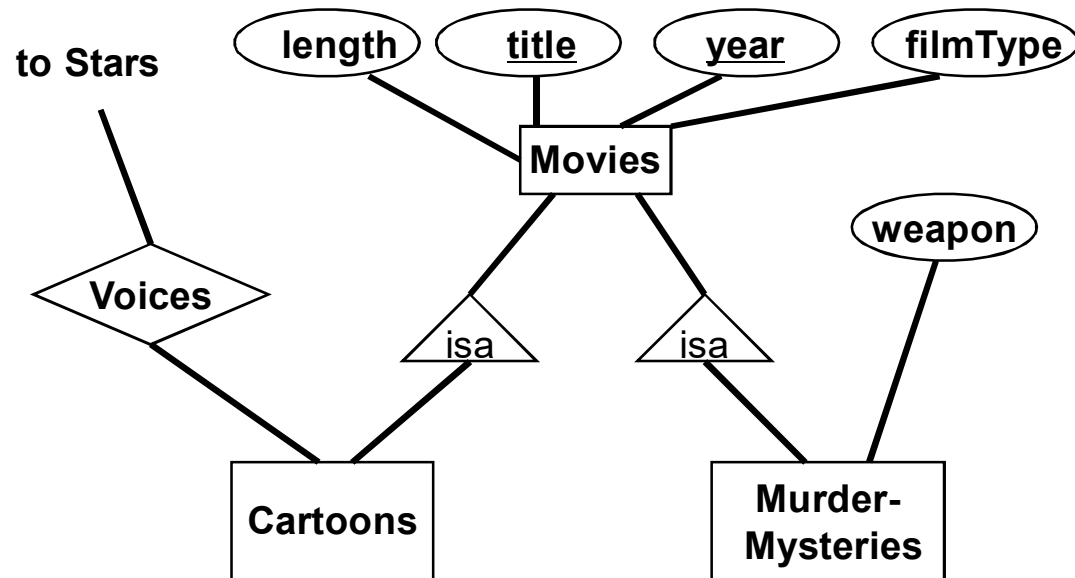 length
title
year
filmType
to Stars
Movies
weapon
Voices
isa
isa
Cartoons
Murder-
Mysteries